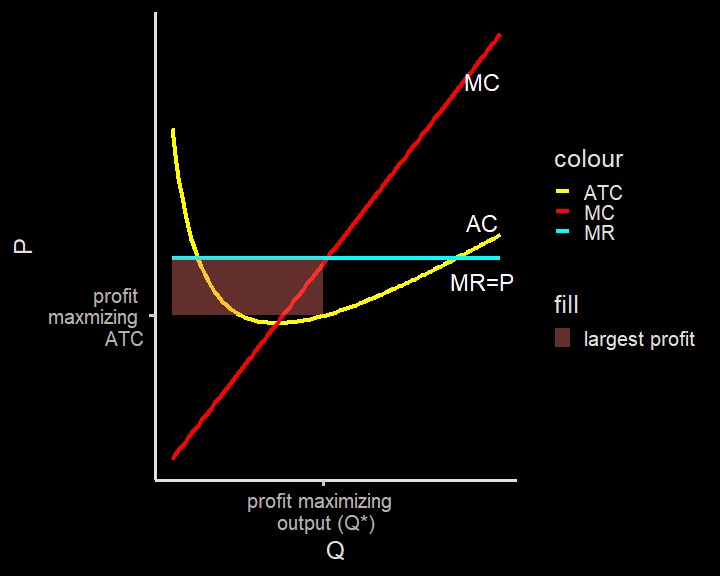 MC
AC
MR=P
P
profit
maxmizing
ATC
profit maximizing
output (Q*)
Q
colour
ATC
MC
MR
fill
largest profit